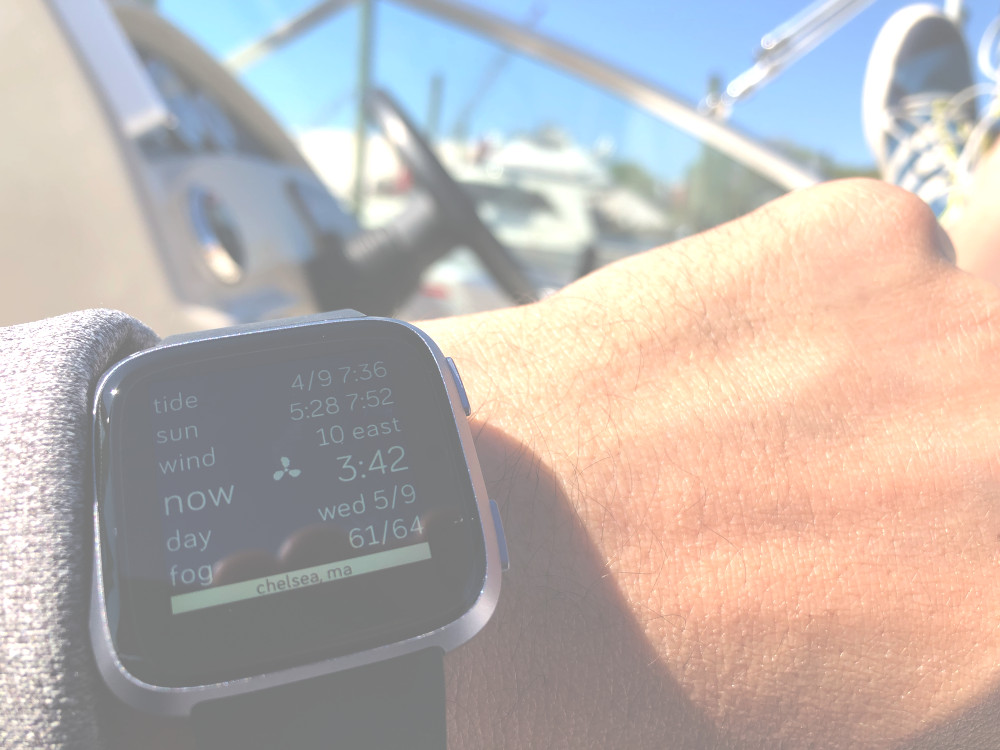 tide 4/9 7:36
sun 5:28 7:52
wind 10 east
now 3:42
day wed 5/9
fog 61/64
chelsea, ma